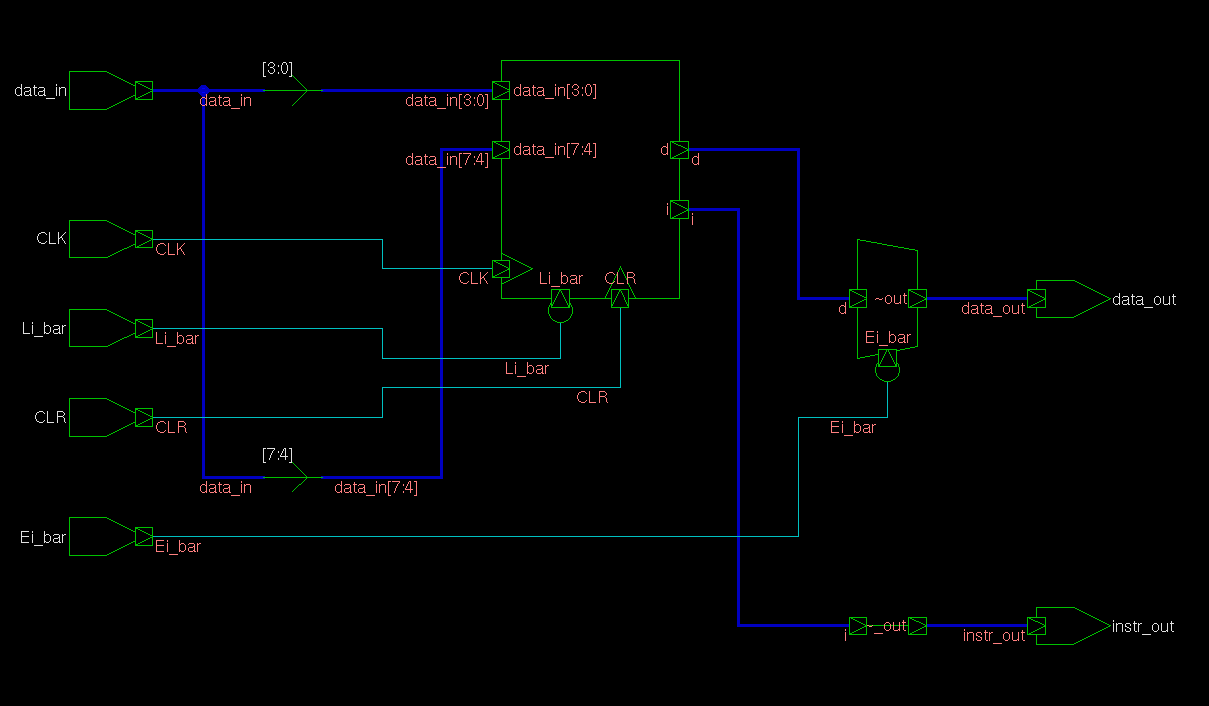 [3:0]
data_in
data_in
data_in[3:0]
data_in[3:0]
data_in[7:4]
data_in[7:4]
d
d
i
i
CLK
CLK
CLK
Li_bar
CLR
~out
d
data_out
data_out
Li_bar
Li_bar
Ei_bar
Li_bar
CLR
CLR
CLR
Ei_bar
[7:4]
data_in
data_in[7:4]
Ei_bar
Ei_bar
i
_out
instr_out
instr_out